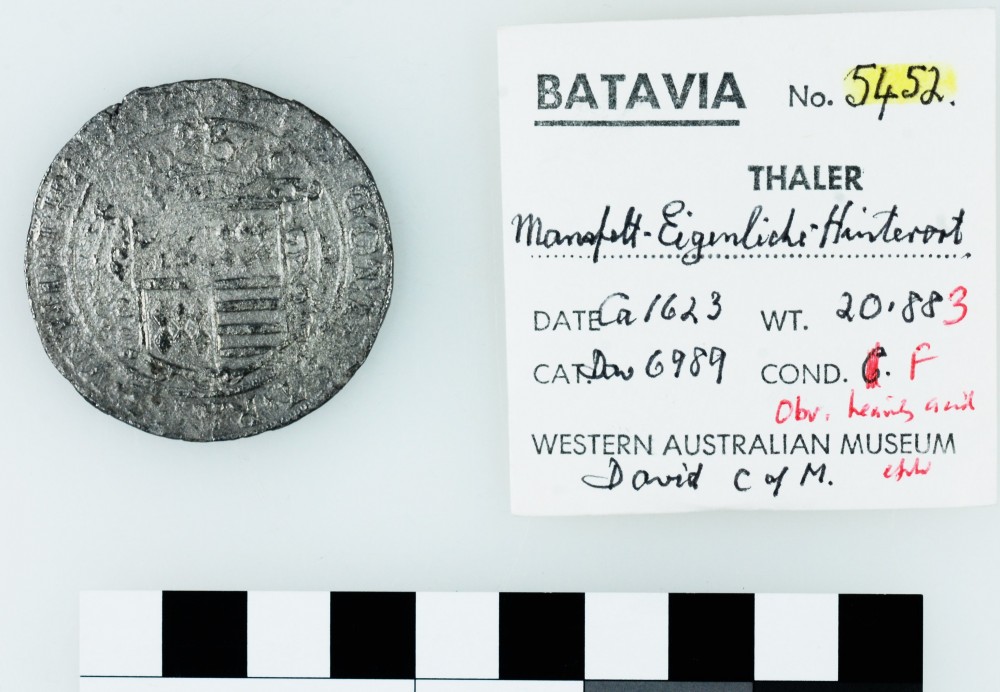 BATAVIA No. 5452.
THALER
Mansfelt-Eigenliche-Hinterort
DATE Ca 1623 WT. 20.883
CAT. Dav 6989 COND. F
Obv. heavily acid
WESTERN AUSTRALIAN MUSEUM
David C of M.